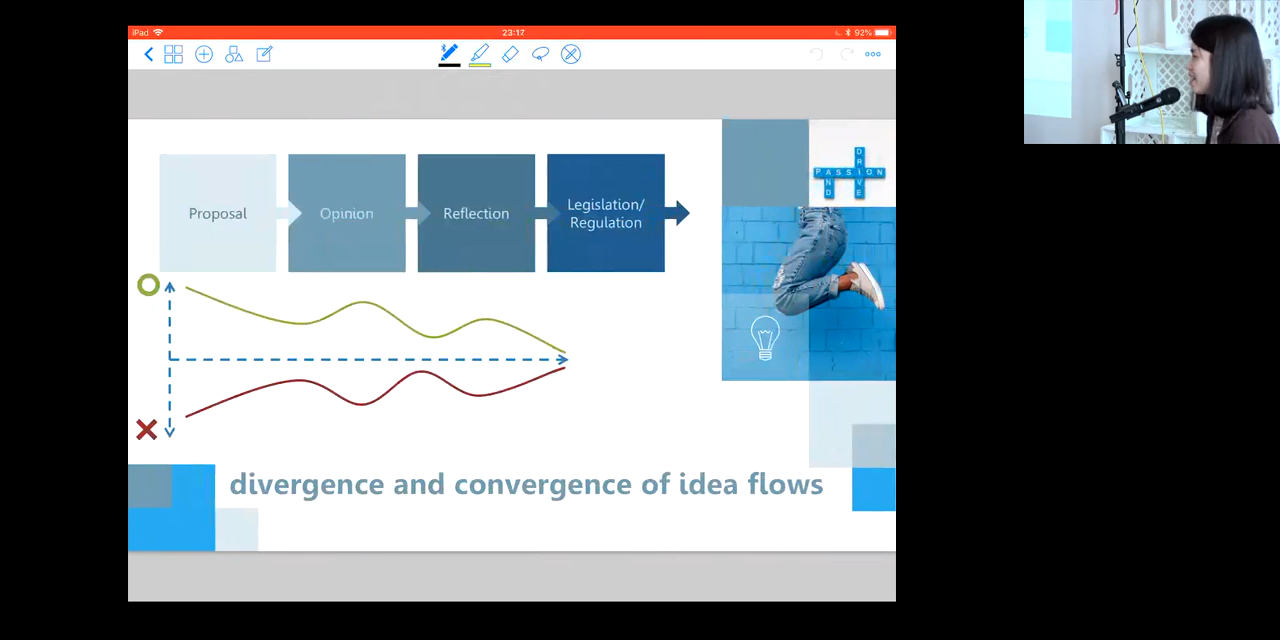 iPad
23:17
92%
Proposal
Opinion
Reflection
Legislation/
Regulation
DRIVE
PASSION
AND
divergence and convergence of idea flows